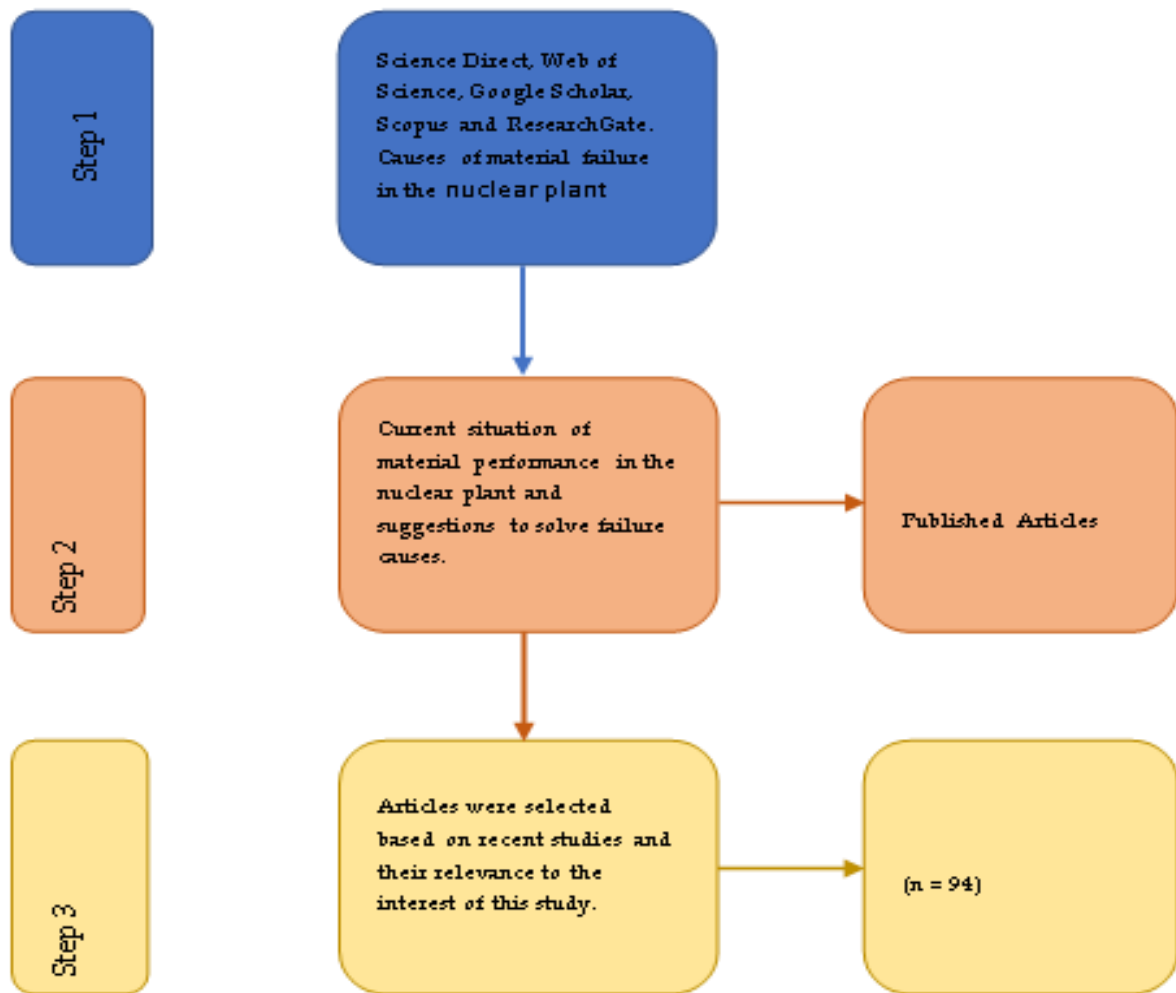 Step 1
Science Direct, Web of
Science, Google Scholar,
Scopus and ResearchGate.
Causes of material failure
in the nuclear plant
Step 2
Current situation of
material performance in the
nuclear plant and
suggestions to solve failure
causes.
Published Articles
Step 3
Articles were selected
based on recent studies and
their relevance to the
interest of this study.
(n = 94)